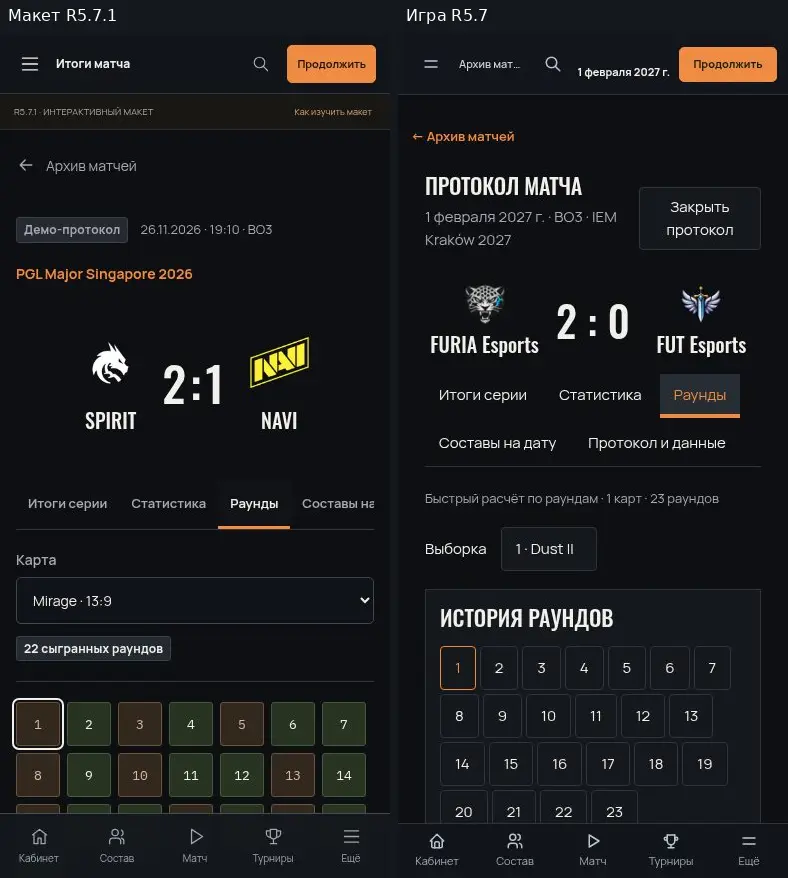 Макет R5.7.1
Итоги матча
Продолжить
R5.7.1 · ИНТЕРАКТИВНЫЙ МАКЕТ
Как изучить макет
← Архив матчей
Демо-протокол
26.11.2026 · 19:10 · BO3
PGL Major Singapore 2026
NAVI
2:1
SPIRIT
NAVI
Итоги серии
Статистика
Раунды
Составы на
Карта
Mirage · 13:9
22 сыгранных раундов
1 2 3 4 5 6 7
8 9 10 11 12 13 14
Кабинет
Состав
Матч
Турниры
Ещё
Игра R5.7
Архив мат...
1 февраля 2027 г.
Продолжить
← Архив матчей
ПРОТОКОЛ МАТЧА
1 февраля 2027 г. · BO3 · IEM
Kraków 2027
Закрыть
протокол
2 : 0
FURIA Esports
FUT Esports
Итоги серии
Статистика
Раунды
Составы на дату
Протокол и данные
Быстрый расчёт по раундам · 1 карт · 23 раундов
Выборка
1 · Dust II
ИСТОРИЯ РАУНДОВ
1 2 3 4 5 6 7
8 9 10 11 12 13
14 15 16 17 18 19
20 21 22 23
Кабинет
Состав
Матч
Турниры
Ещё